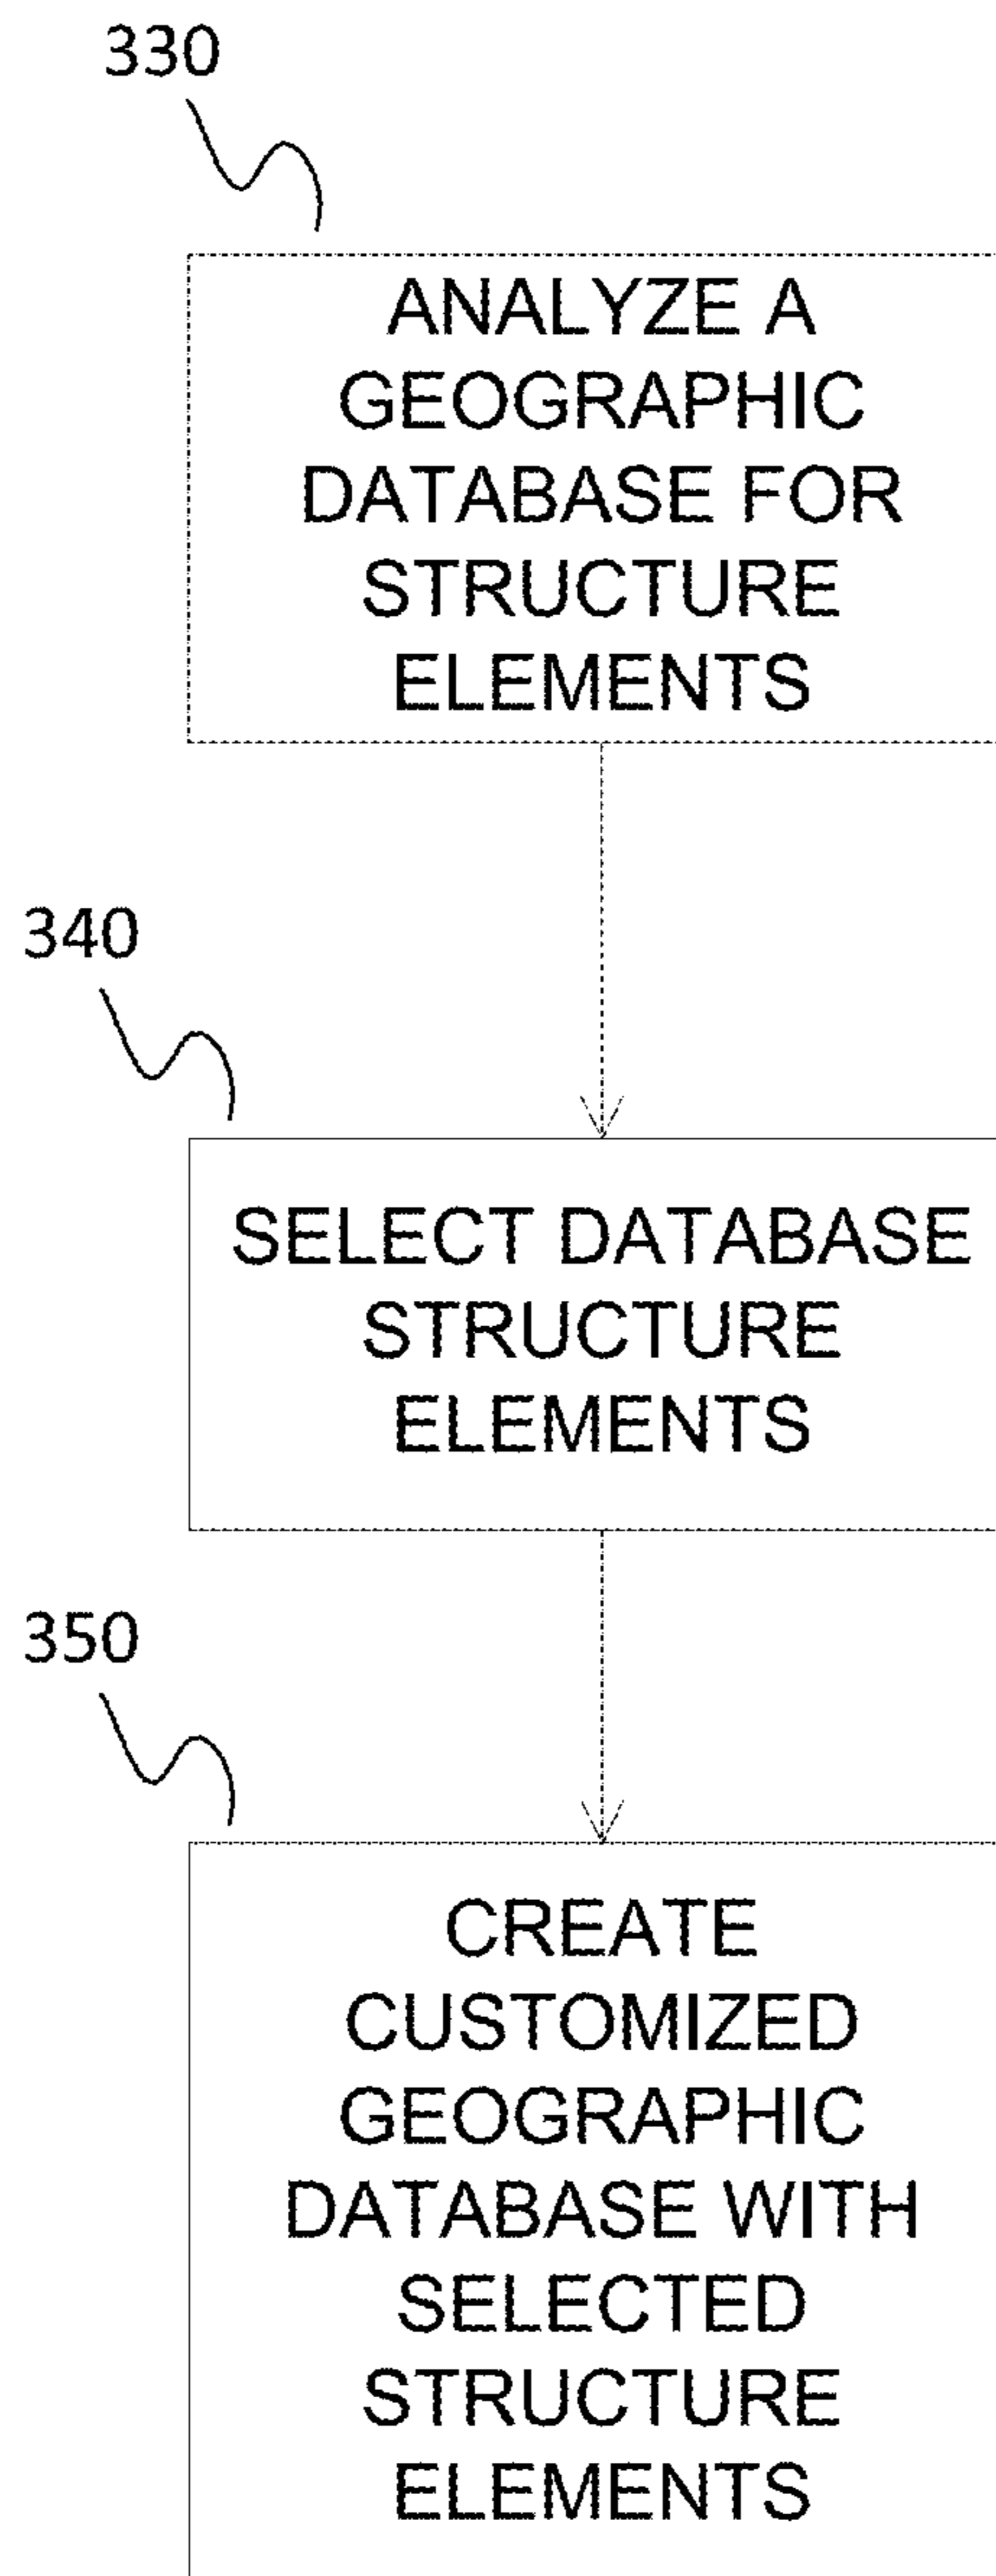 330
ANALYZE A
GEOGRAPHIC
DATABASE FOR
STRUCTURE
ELEMENTS
340
SELECT DATABASE
STRUCTURE
ELEMENTS
350
CREATE
CUSTOMIZED
GEOGRAPHIC
DATABASE WITH
SELECTED
STRUCTURE
ELEMENTS